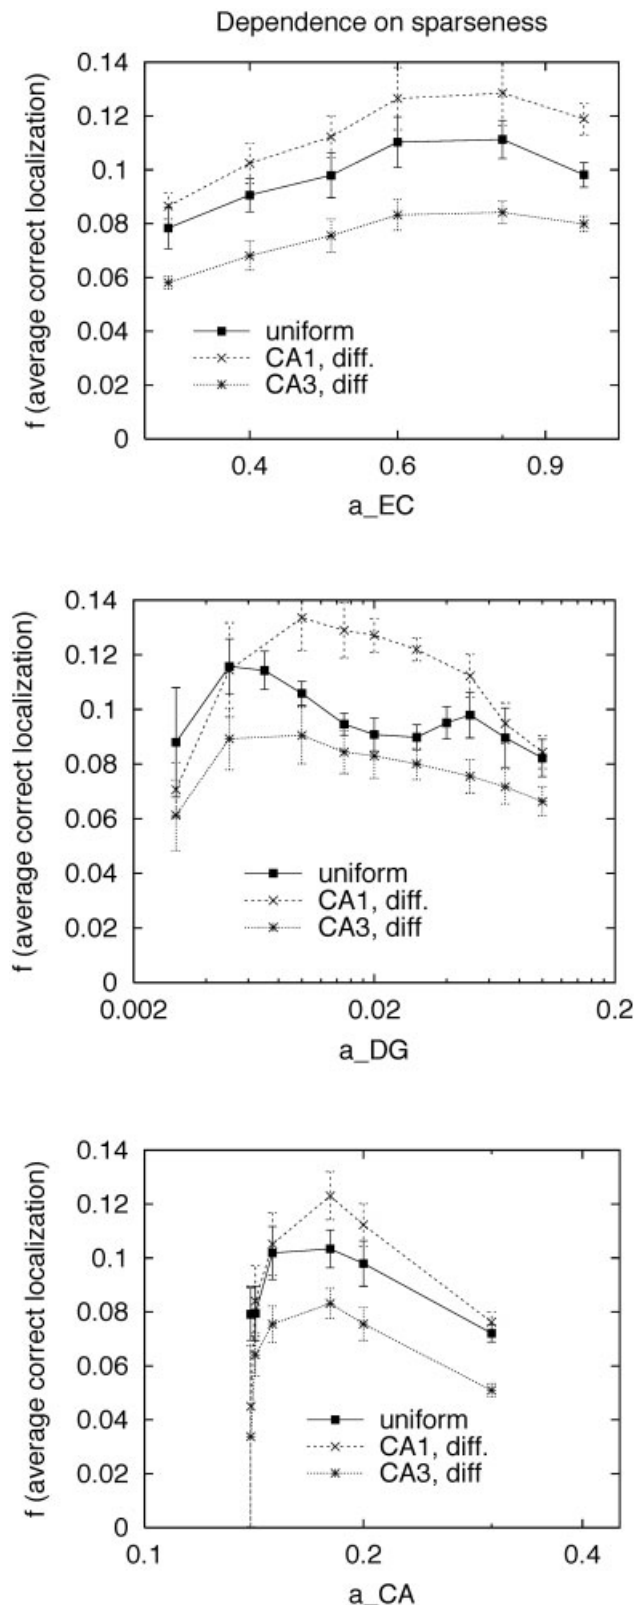 Dependence on sparseness
f (average correct localization)
0.14
0.12
0.1
0.08
0.06
0.04
0.02
0
uniform
CA1, diff.
CA3, diff
0.4
0.6
0.9
a_EC
f (average correct localization)
0.14
0.12
0.1
0.08
0.06
0.04
0.02
0
uniform
CA1, diff.
CA3, diff
0.002
0.02
0.2
a_DG
f (average correct localization)
0.14
0.12
0.1
0.08
0.06
0.04
0.02
0
uniform
CA1, diff.
CA3, diff
0.1
0.2
0.4
a_CA